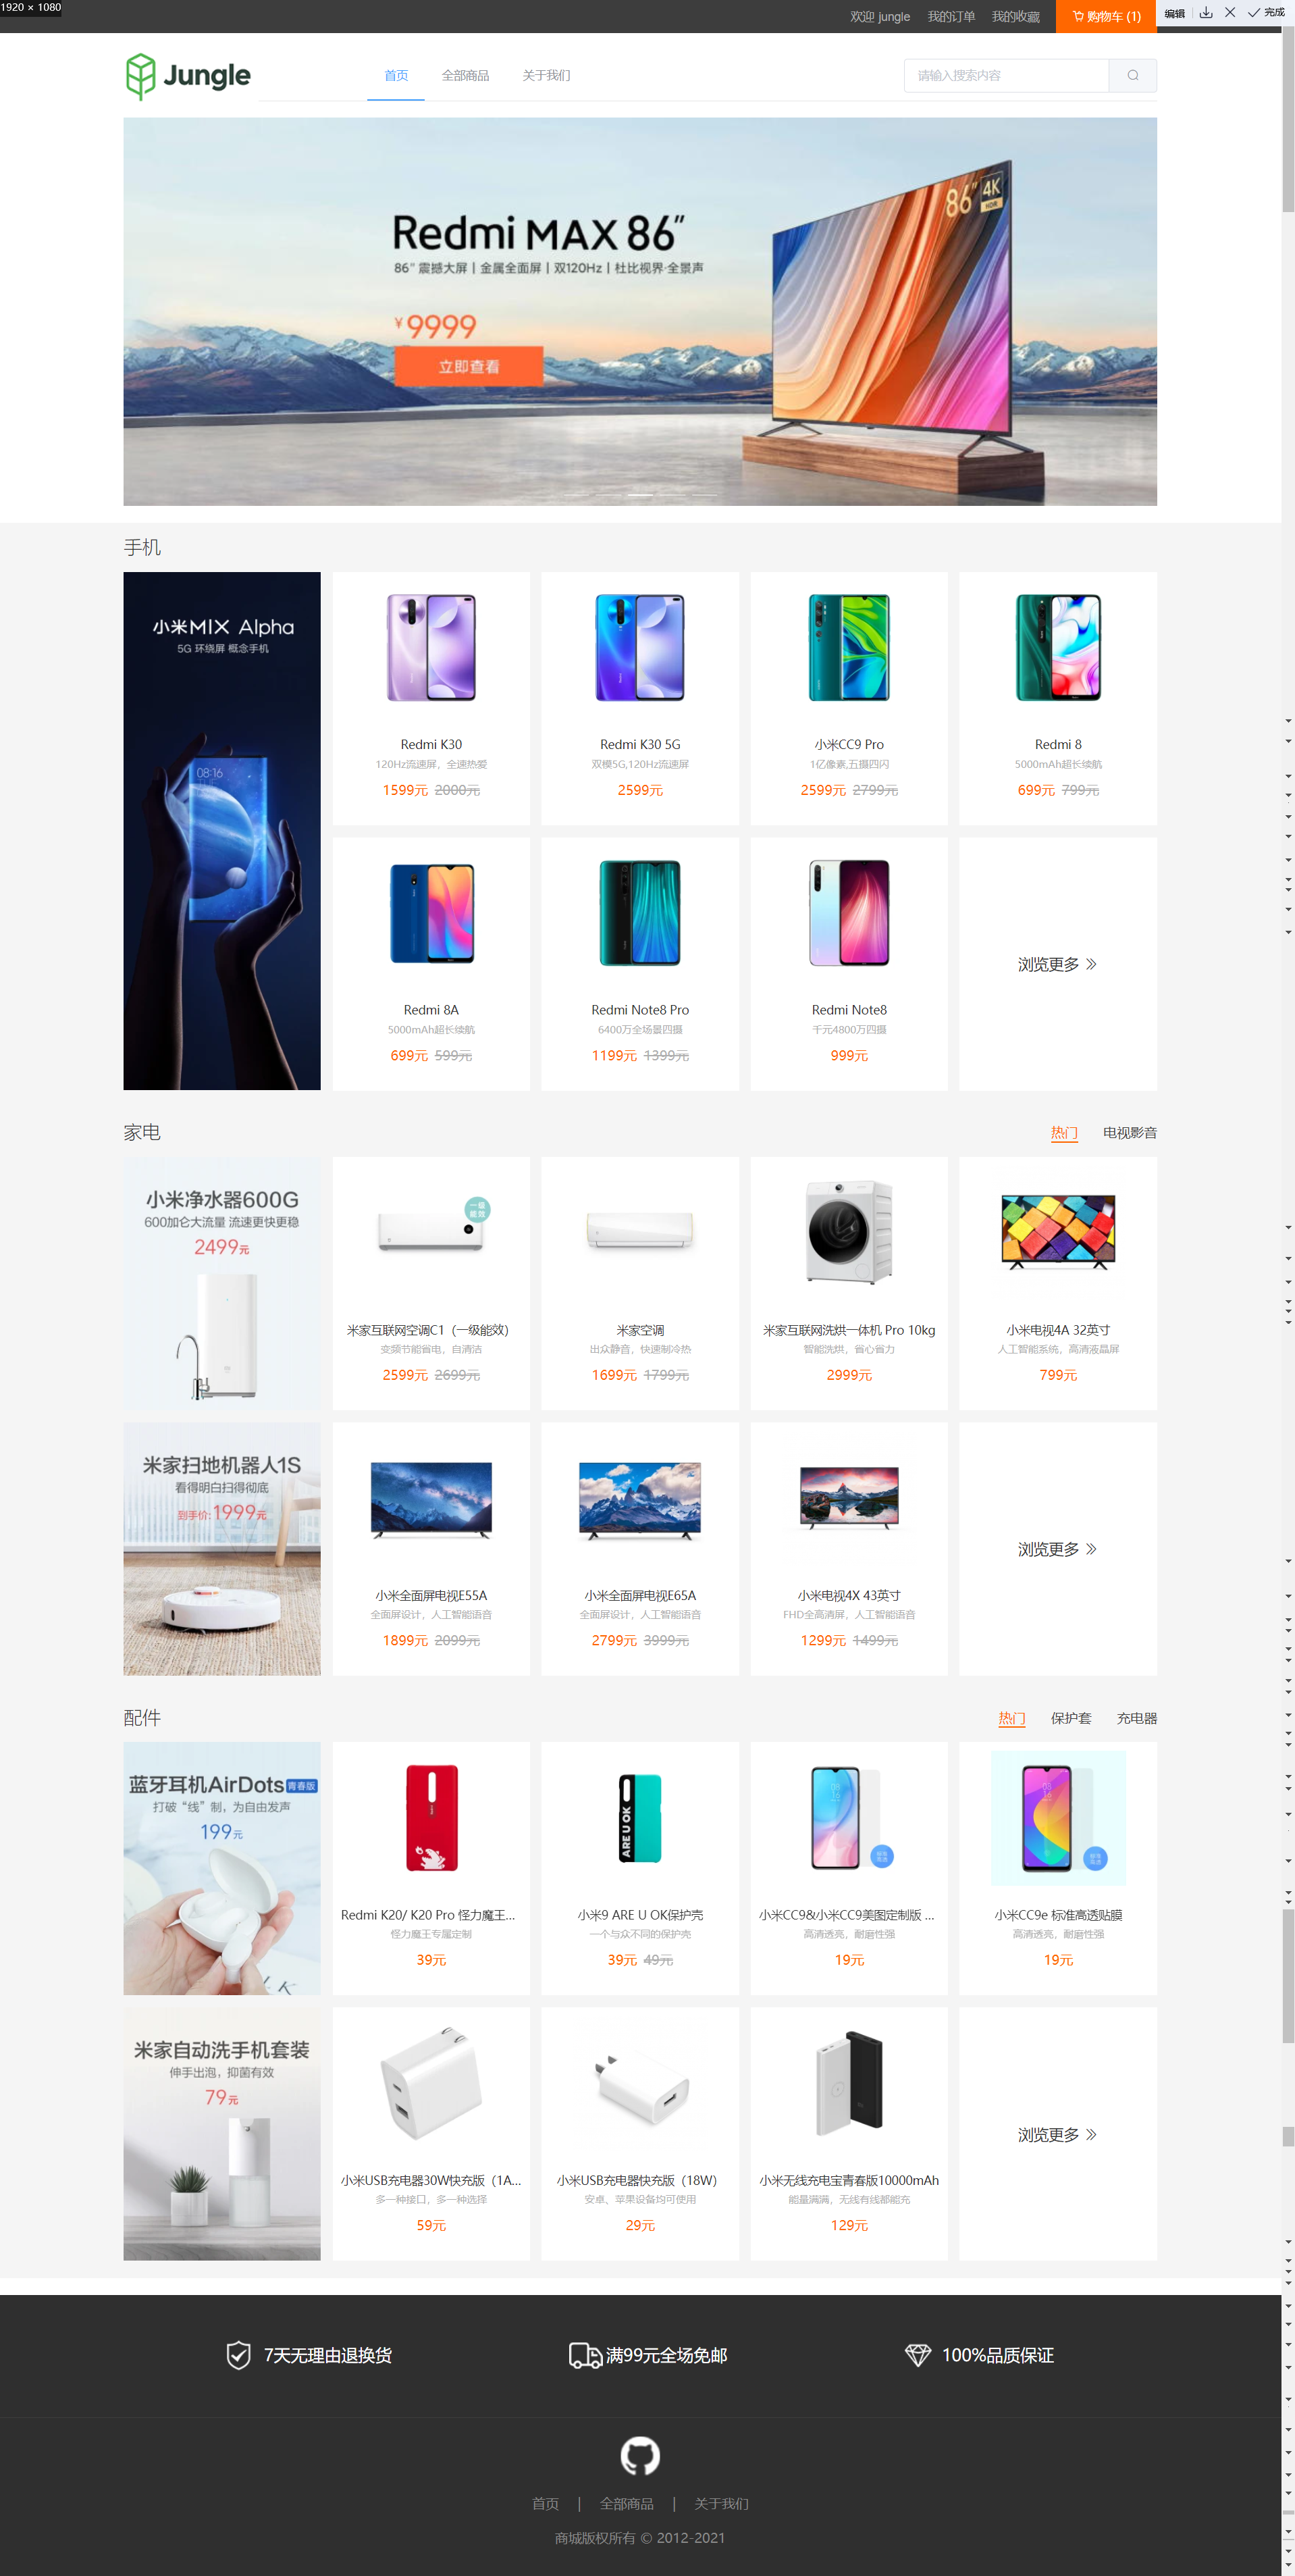 1920 × 1080
欢迎 jungle 我的订单 我的收藏 购物车 (1) 编辑 完成
Jungle 首页 全部商品 关于我们 请输入搜索内容
86" 4K HDR
Redmi MAX 86"
86" 震撼大屏 | 金属全面屏 | 双120Hz | 杜比视界·全景声
¥ 9999
立即查看
手机
小米MIX Alpha
5G 环绕屏 概念手机
08:16
Redmi K30
120Hz流速屏，全速热爱
1599元 2000元
Redmi K30 5G
双模5G,120Hz流速屏
2599元
小米CC9 Pro
1亿像素,五摄四闪
2599元 2799元
Redmi 8
5000mAh超长续航
699元 799元
Redmi 8A
5000mAh超长续航
699元 599元
Redmi Note8 Pro
6400万全场景四摄
1199元 1399元
Redmi Note8
千元4800万四摄
999元
浏览更多
家电 热门 电视影音
小米净水器600G
600加仑大流量 流速更快更稳
2499元
一级
能效
米家互联网空调C1（一级能效）
变频节能省电，自清洁
2599元 2699元
米家空调
出众静音，快速制冷热
1699元 1799元
米家互联网洗烘一体机 Pro 10kg
智能洗烘，省心省力
2999元
小米电视4A 32英寸
人工智能系统，高清液晶屏
799元
米家扫地机器人1S
看得明白扫得彻底
到手价:1999元
小米全面屏电视E55A
全面屏设计，人工智能语音
1899元 2099元
小米全面屏电视E65A
全面屏设计，人工智能语音
2799元 3999元
小米电视4X 43英寸
FHD全高清屏，人工智能语音
1299元 1499元
浏览更多
配件 热门 保护套 充电器
蓝牙耳机AirDots 青春版
打破“线”制，为自由发声
199元
Redmi K20/ K20 Pro 怪力魔王...
怪力魔王专属定制
39元
ARE U OK
小米9 ARE U OK保护壳
一个与众不同的保护壳
39元 49元
小米CC9&小米CC9美图定制版 ...
高清透亮，耐磨性强
19元
小米CC9e 标准高透贴膜
高清透亮，耐磨性强
19元
米家自动洗手机套装
伸手出泡，抑菌有效
79元
小米USB充电器30W快充版（1A...
多一种接口，多一种选择
59元
小米USB充电器快充版（18W）
安卓、苹果设备均可使用
29元
小米无线充电宝青春版10000mAh
能量满满，无线有线都能充
129元
浏览更多
7天无理由退换货 满99元全场免邮 100%品质保证
首页 | 全部商品 | 关于我们
商城版权所有 © 2012-2021